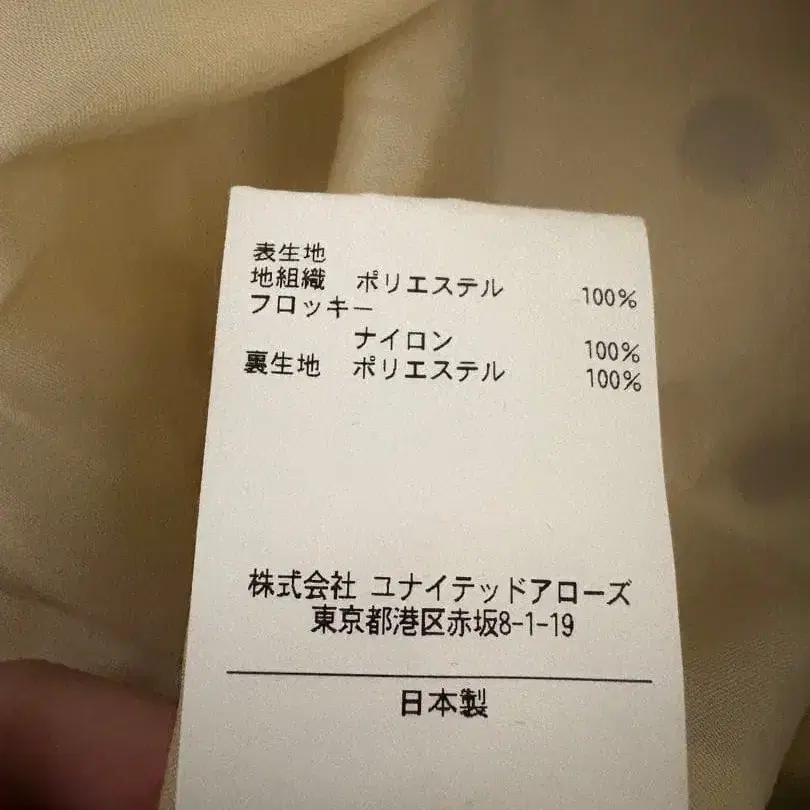 表生地
地組織 ポリエステル 100%
フロッキー
ナイロン 100%
裏生地 ポリエステル 100%
株式会社 ユナイテッドアローズ
東京都港区赤坂8-1-19
日本製